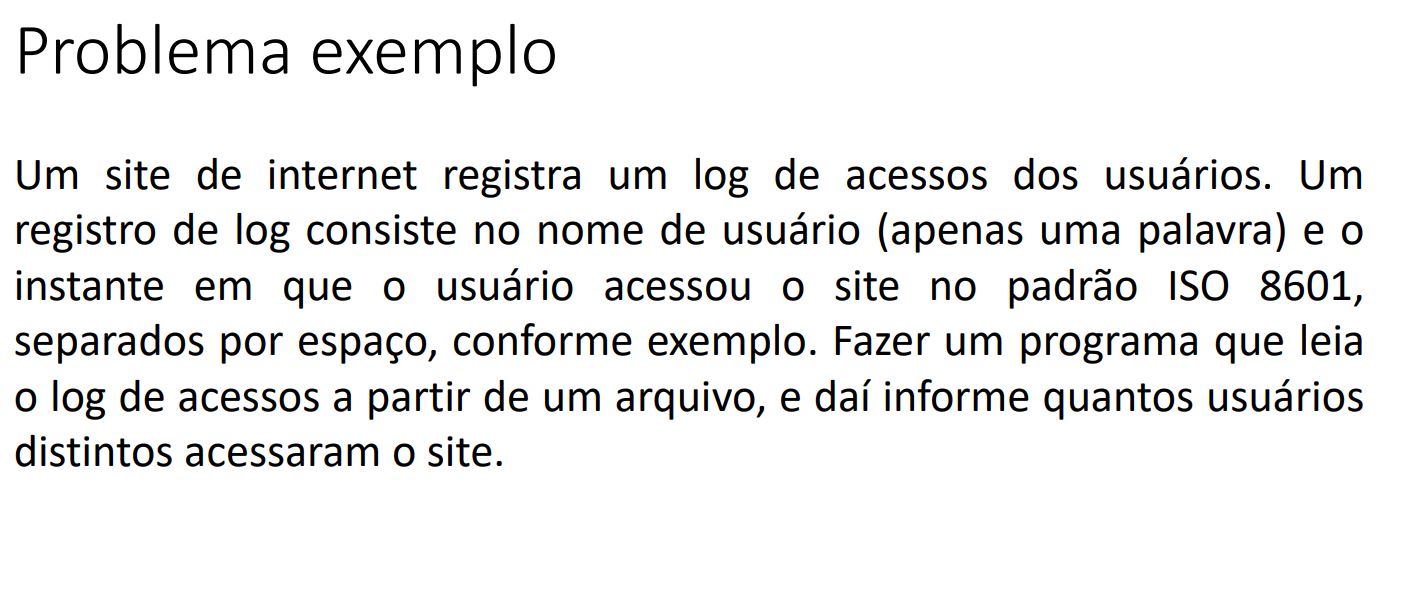 Problema exemplo
Um site de internet registra um log de acessos dos usuários. Um
registro de log consiste no nome de usuário (apenas uma palavra) e o
instante em que o usuário acessou o site no padrão ISO 8601,
separados por espaço, conforme exemplo. Fazer um programa que leia
o log de acessos a partir de um arquivo, e daí informe quantos usuários
distintos acessaram o site.